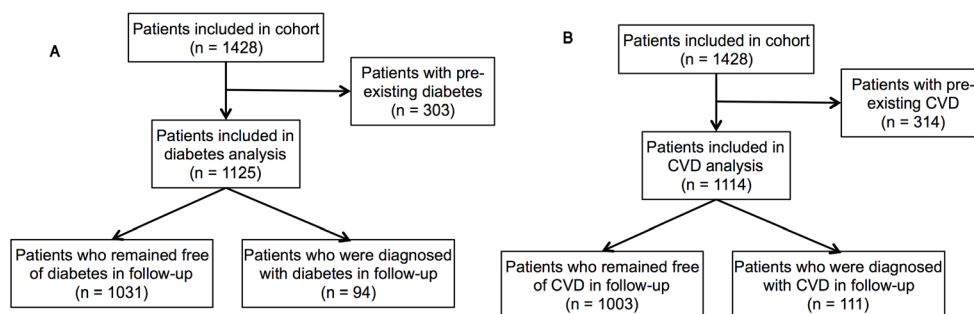 A
Patients included in cohort
(n = 1428)
Patients with pre-
existing diabetes
(n = 303)
Patients included in
diabetes analysis
(n = 1125)
Patients who remained free
of diabetes in follow-up
(n = 1031)
Patients who were diagnosed
with diabetes in follow-up
(n = 94)
B
Patients included in cohort
(n = 1428)
Patients with pre-
existing CVD
(n = 314)
Patients included in
CVD analysis
(n = 1114)
Patients who remained free
of CVD in follow-up
(n = 1003)
Patients who were diagnosed
with CVD in follow-up
(n = 111)